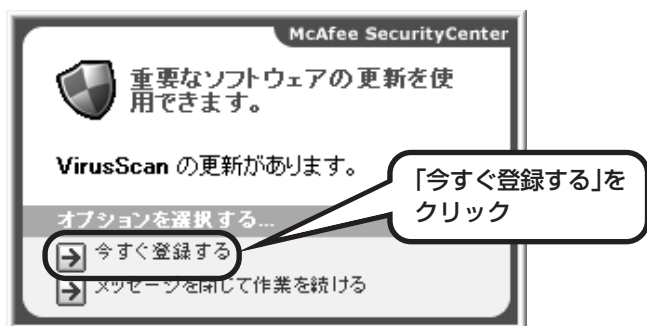 McAfee SecurityCenter
重要なソフトウェアの更新を使
用できます。
VirusScan の更新があります。
「今すぐ登録する」を
クリック
オプションを選択する...
今すぐ登録する
メッセージを閉じて作業を続ける